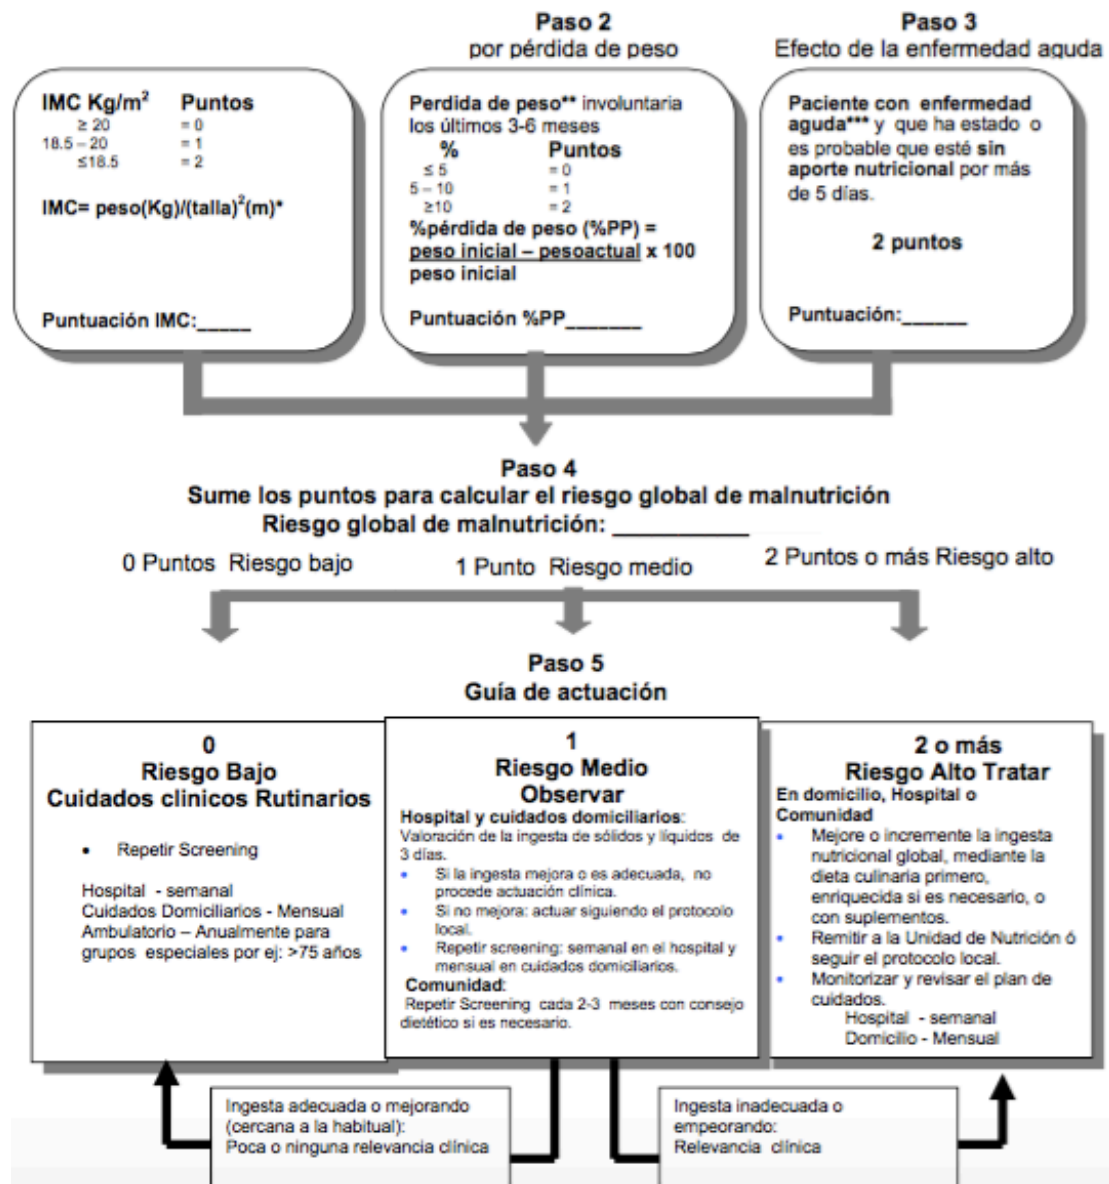 Paso 2
por pérdida de peso
Paso 3
Efecto de la enfermedad aguda
IMC Kg/m² Puntos
≥ 20 = 0
18.5 – 20 = 1
≤18.5 = 2
IMC= peso(Kg)/(talla)²(m)*
Puntuación IMC:_____
Perdida de peso** involuntaria
los últimos 3-6 meses
% Puntos
≤ 5 = 0
5 – 10 = 1
≥10 = 2
%pérdida de peso (%PP) =
peso inicial – pesoactual x 100
peso inicial
Puntuación %PP_______
Paciente con enfermedad
aguda*** y que ha estado o
es probable que esté sin
aporte nutricional por más
de 5 días.
2 puntos
Puntuación:______
Paso 4
Sume los puntos para calcular el riesgo global de malnutrición
Riesgo global de malnutrición: __________
0 Puntos Riesgo bajo
1 Punto Riesgo medio
2 Puntos o más Riesgo alto
Paso 5
Guía de actuación
0
Riesgo Bajo
Cuidados clinicos Rutinarios
• Repetir Screening
Hospital - semanal
Cuidados Domiciliarios - Mensual
Ambulatorio – Anualmente para
grupos especiales por ej: >75 años
1
Riesgo Medio
Observar
Hospital y cuidados domiciliarios:
Valoración de la ingesta de sólidos y líquidos de
3 días.
• Si la ingesta mejora o es adecuada, no
procede actuación clínica.
• Si no mejora: actuar siguiendo el protocolo
local.
• Repetir screening: semanal en el hospital y
mensual en cuidados domiciliarios.
Comunidad:
Repetir Screening cada 2-3 meses con consejo
dietético si es necesario.
2 o más
Riesgo Alto Tratar
En domicilio, Hospital o
Comunidad
• Mejore o incremente la ingesta
nutricional global, mediante la
dieta culinaria primero,
enriquecida si es necesario, o
con suplementos.
• Remitir a la Unidad de Nutrición ó
seguir el protocolo local.
• Monitorizar y revisar el plan de
cuidados.
Hospital - semanal
Domicilio - Mensual
Ingesta adecuada o mejorando
(cercana a la habitual):
Poca o ninguna relevancia clínica
Ingesta inadecuada o
empeorando:
Relevancia clínica